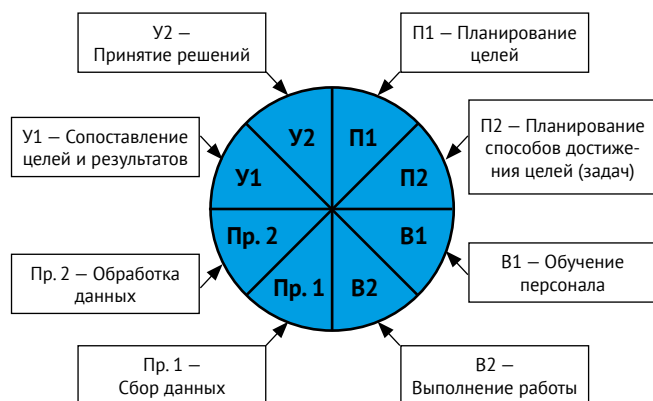 У2 —
Принятие решений
П1 — Планирование
целей
У1 — Сопоставление
целей и результатов
П2 — Планирование
способов достиже-
ния целей (задач)
У2
П1
У1
П2
Пр. 2
В1
Пр. 1
В2
Пр. 2 — Обработка
данных
В1 — Обучение
персонала
Пр. 1 —
Сбор данных
В2 —
Выполнение работы